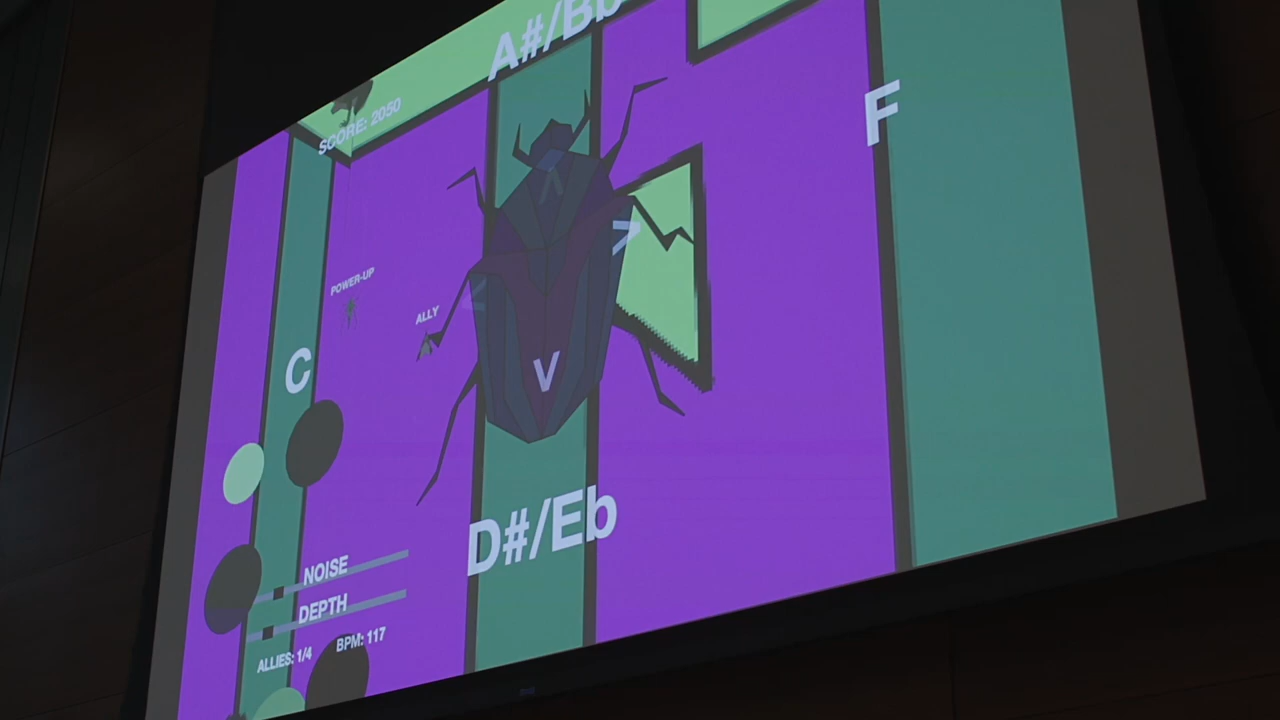 A#/Bb
SCORE: 2050
F
>
POWER-UP
ALLY
C
V
D#/Eb
NOISE
DEPTH
ALLIES: 1/4 BPM: 117